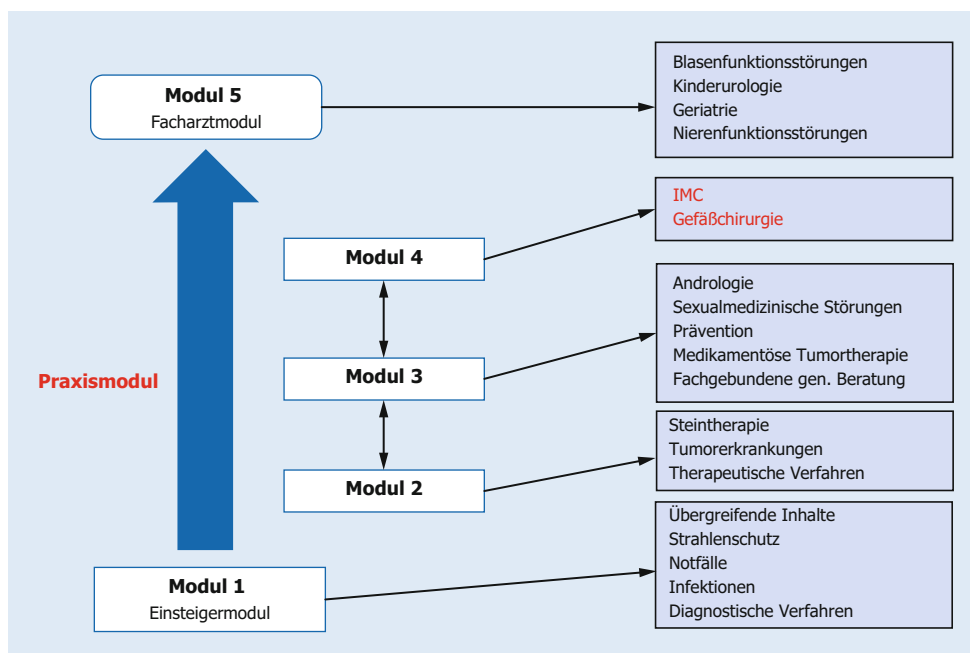 Modul 5
Facharztmodul
Blasenfunktionsstörungen
Kinderurologie
Geriatrie
Nierenfunktionsstörungen
Modul 4
IMC
Gefäßchirurgie
Praxismodul
Modul 3
Andrologie
Sexualmedizinische Störungen
Prävention
Medikamentöse Tumortherapie
Fachgebundene gen. Beratung
Modul 2
Steintherapie
Tumorerkrankungen
Therapeutische Verfahren
Modul 1
Einsteigermodul
Übergreifende Inhalte
Strahlenschutz
Notfälle
Infektionen
Diagnostische Verfahren